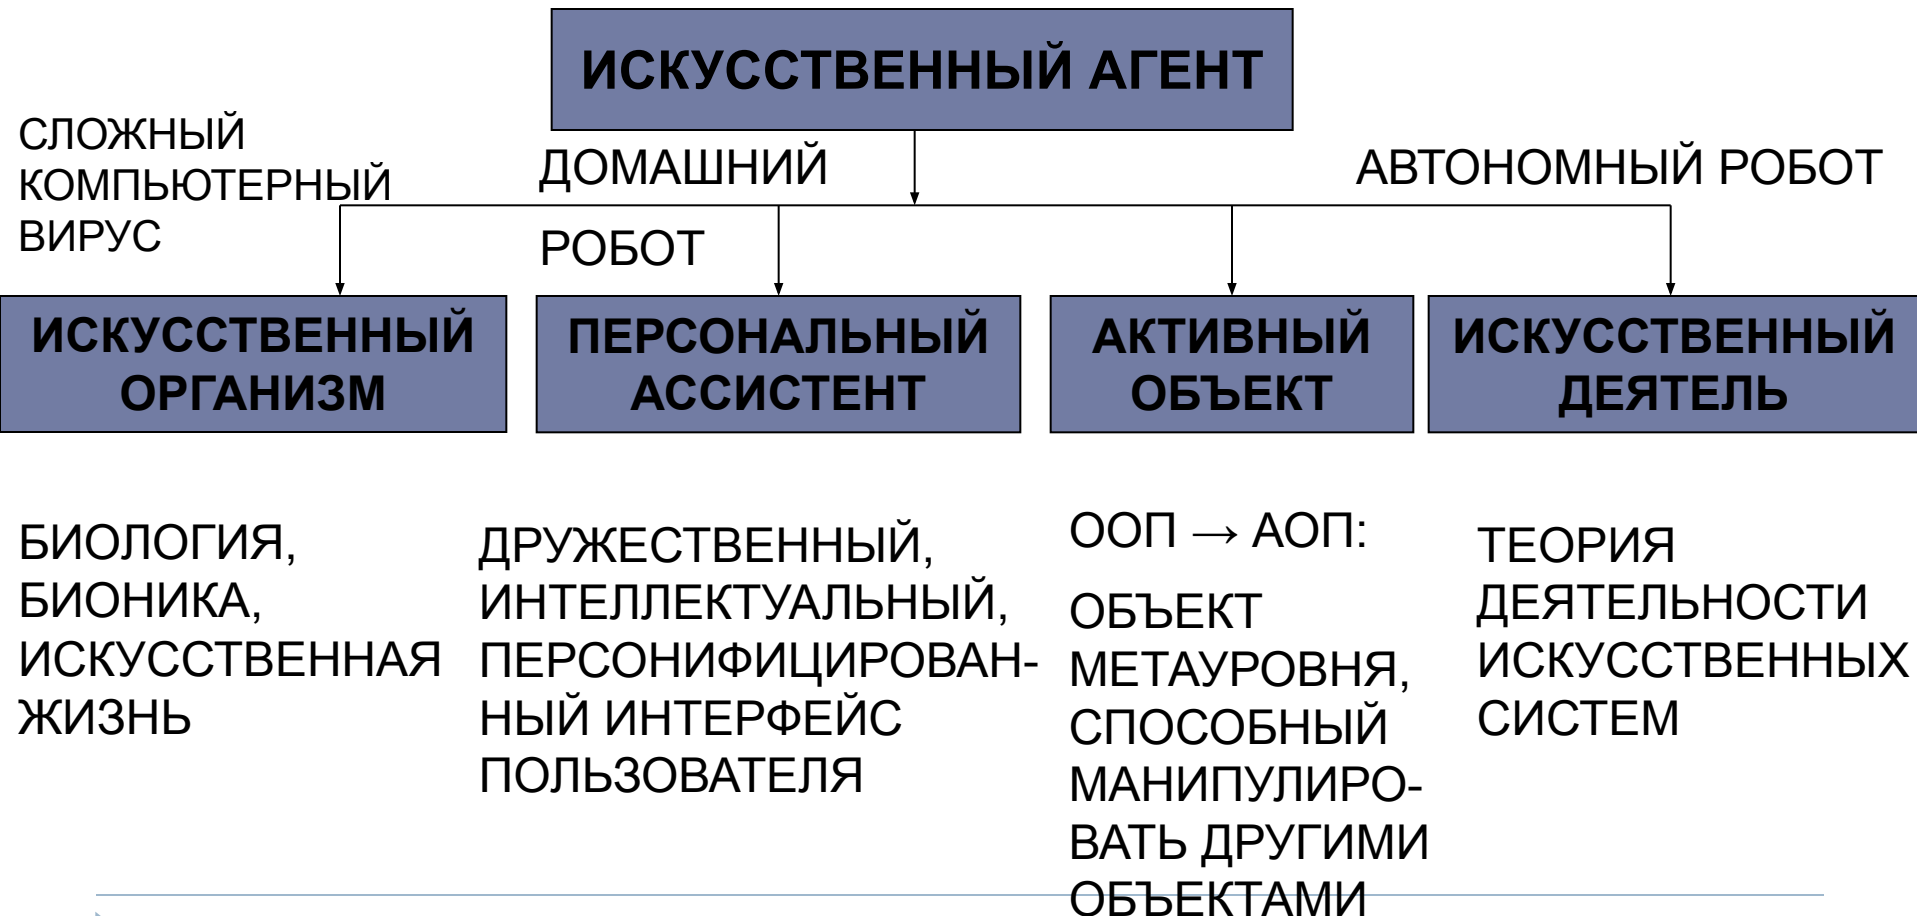 ИСКУССТВЕННЫЙ АГЕНТ
СЛОЖНЫЙ
КОМПЬЮТЕРНЫЙ
ВИРУС
ДОМАШНИЙ
РОБОТ
АВТОНОМНЫЙ РОБОТ
ИСКУССТВЕННЫЙ
ОРГАНИЗМ
ПЕРСОНАЛЬНЫЙ
АССИСТЕНТ
АКТИВНЫЙ
ОБЪЕКТ
ИСКУССТВЕННЫЙ
ДЕЯТЕЛЬ
БИОЛОГИЯ,
БИОНИКА,
ИСКУССТВЕННАЯ
ЖИЗНЬ
ДРУЖЕСТВЕННЫЙ,
ИНТЕЛЛЕКТУАЛЬНЫЙ,
ПЕРСОНИФИЦИРОВАН-
НЫЙ ИНТЕРФЕЙС
ПОЛЬЗОВАТЕЛЯ
ООП → АОП:
ОБЪЕКТ
МЕТАУРОВНЯ,
СПОСОБНЫЙ
МАНИПУЛИРО-
ВАТЬ ДРУГИМИ
ОБЪЕКТАМИ
ТЕОРИЯ
ДЕЯТЕЛЬНОСТИ
ИСКУССТВЕННЫХ
СИСТЕМ